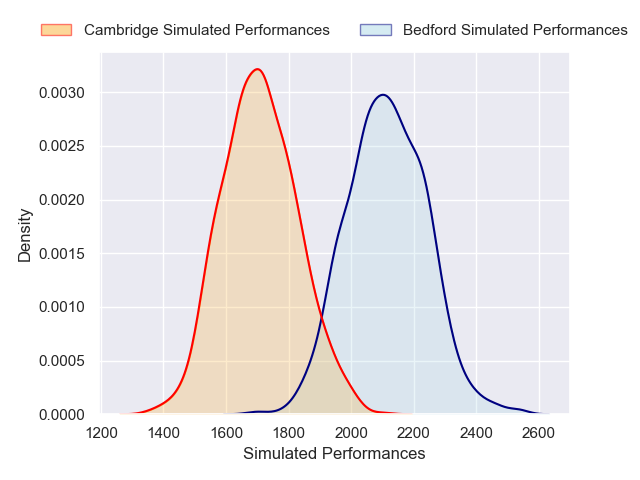 Cambridge Simulated Performances Bedford Simulated Performances
0.0030
0.0025
0.0020
0.0015
0.0010
0.0005
0.0000
Density
1200 1400 1600 1800 2000 2200 2400 2600
Simulated Performances